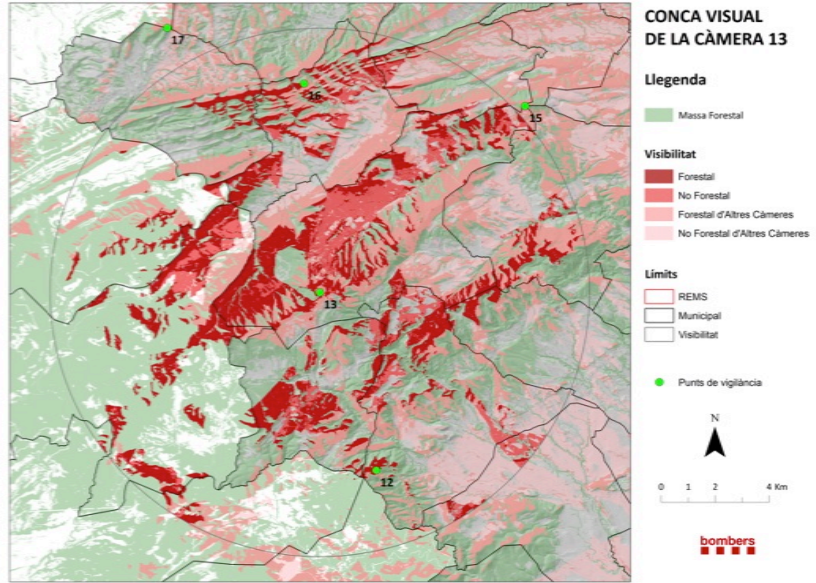 CONCA VISUAL
DE LA CÀMERA 13
Llegenda
Massa Forestal
Visibilitat
Forestal
No Forestal
Forestal d'Altres Càmeres
No Forestal d'Altres Càmeres
Límits
REMS
Municipal
Visibilitat
Punts de vigilància
N
0 1 2 4 Km
bombers
17
16
15
13
12